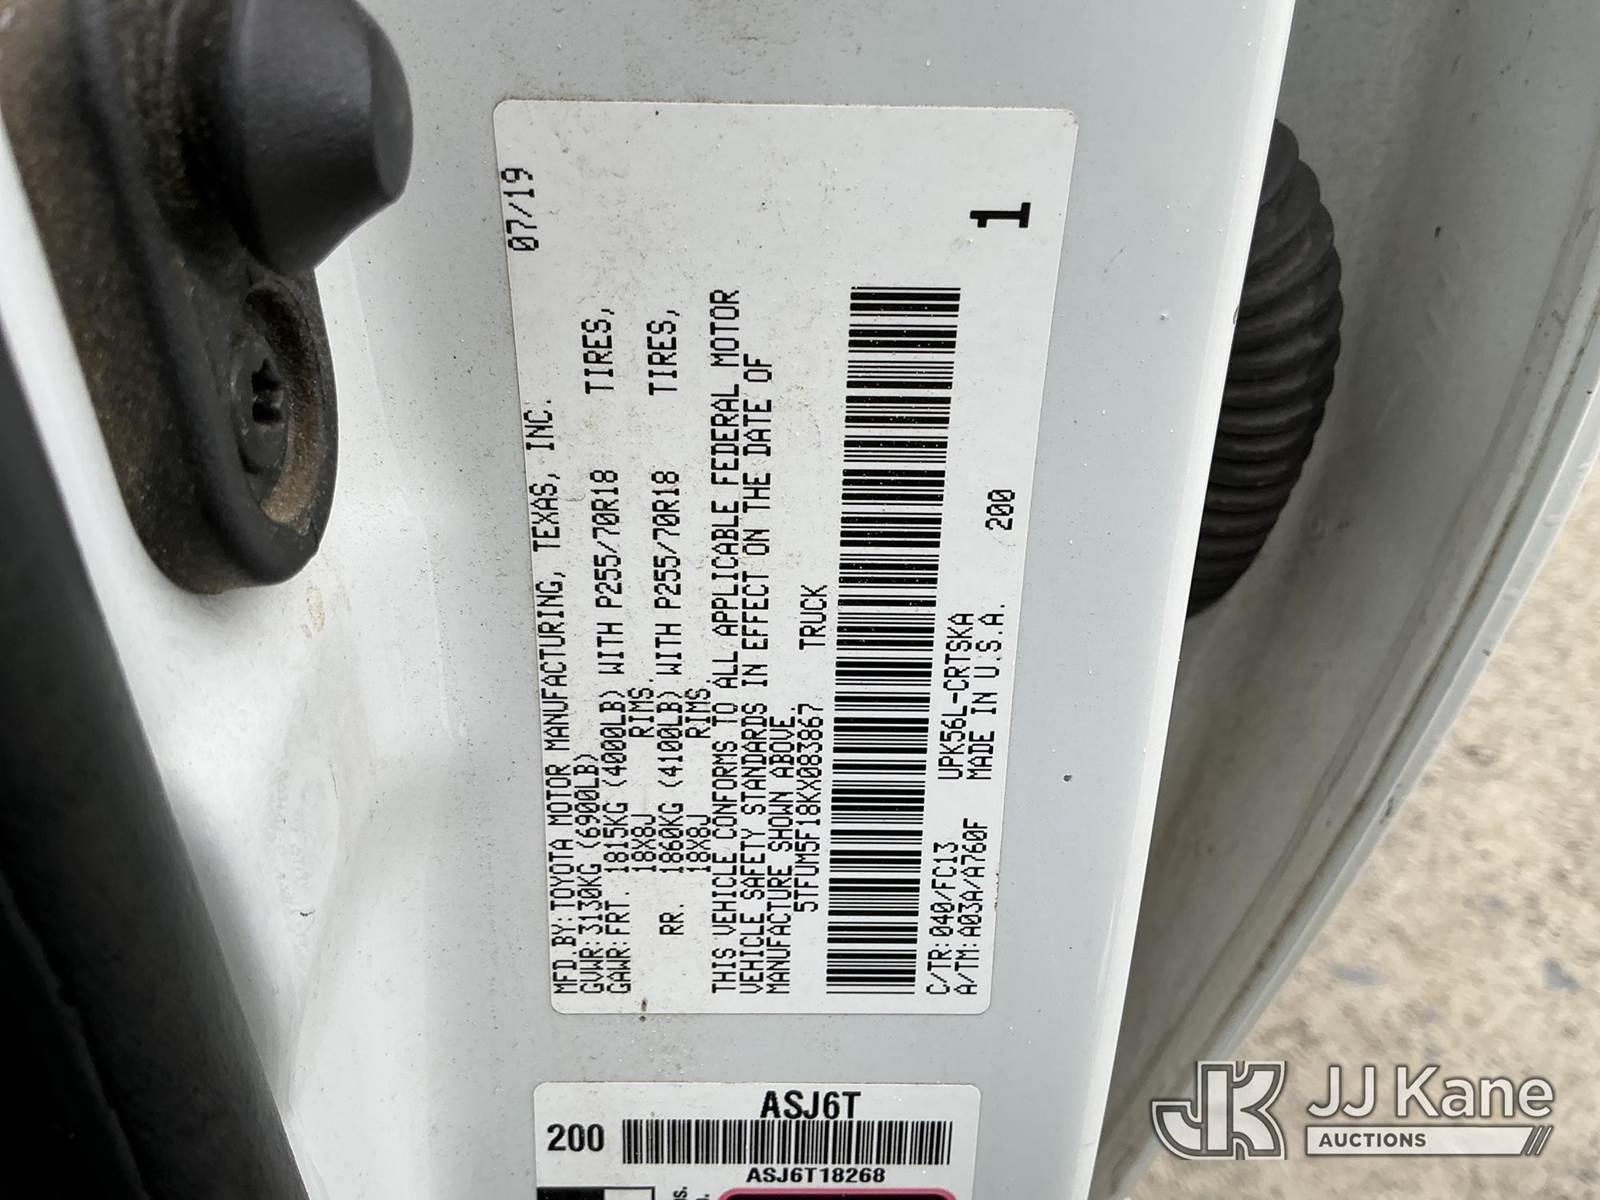 MFD.BY:TOYOTA MOTOR MANUFACTURING, TEXAS, INC. 07/19
GVWR:3130KG (6900LB)
GAWR:FRT. 1815KG (4000LB) WITH P255/70R18 TIRES,
18X8J RIMS.
RR. 1860KG (4100LB) WITH P255/70R18 TIRES,
18X8J RIMS
THIS VEHICLE CONFORMS TO ALL APPLICABLE FEDERAL MOTOR
VEHICLE SAFETY STANDARDS IN EFFECT ON THE DATE OF
MANUFACTURE SHOWN ABOVE.
5TFUM5F18KX083867 TRUCK
C/TR:040/FC13 UPK56L-CRTSKA
A/TM:A03A/A760F MADE IN U.S.A. 200
1
ASJ6T
200
ASJ6T18268
JK JJ Kane
AUCTIONS